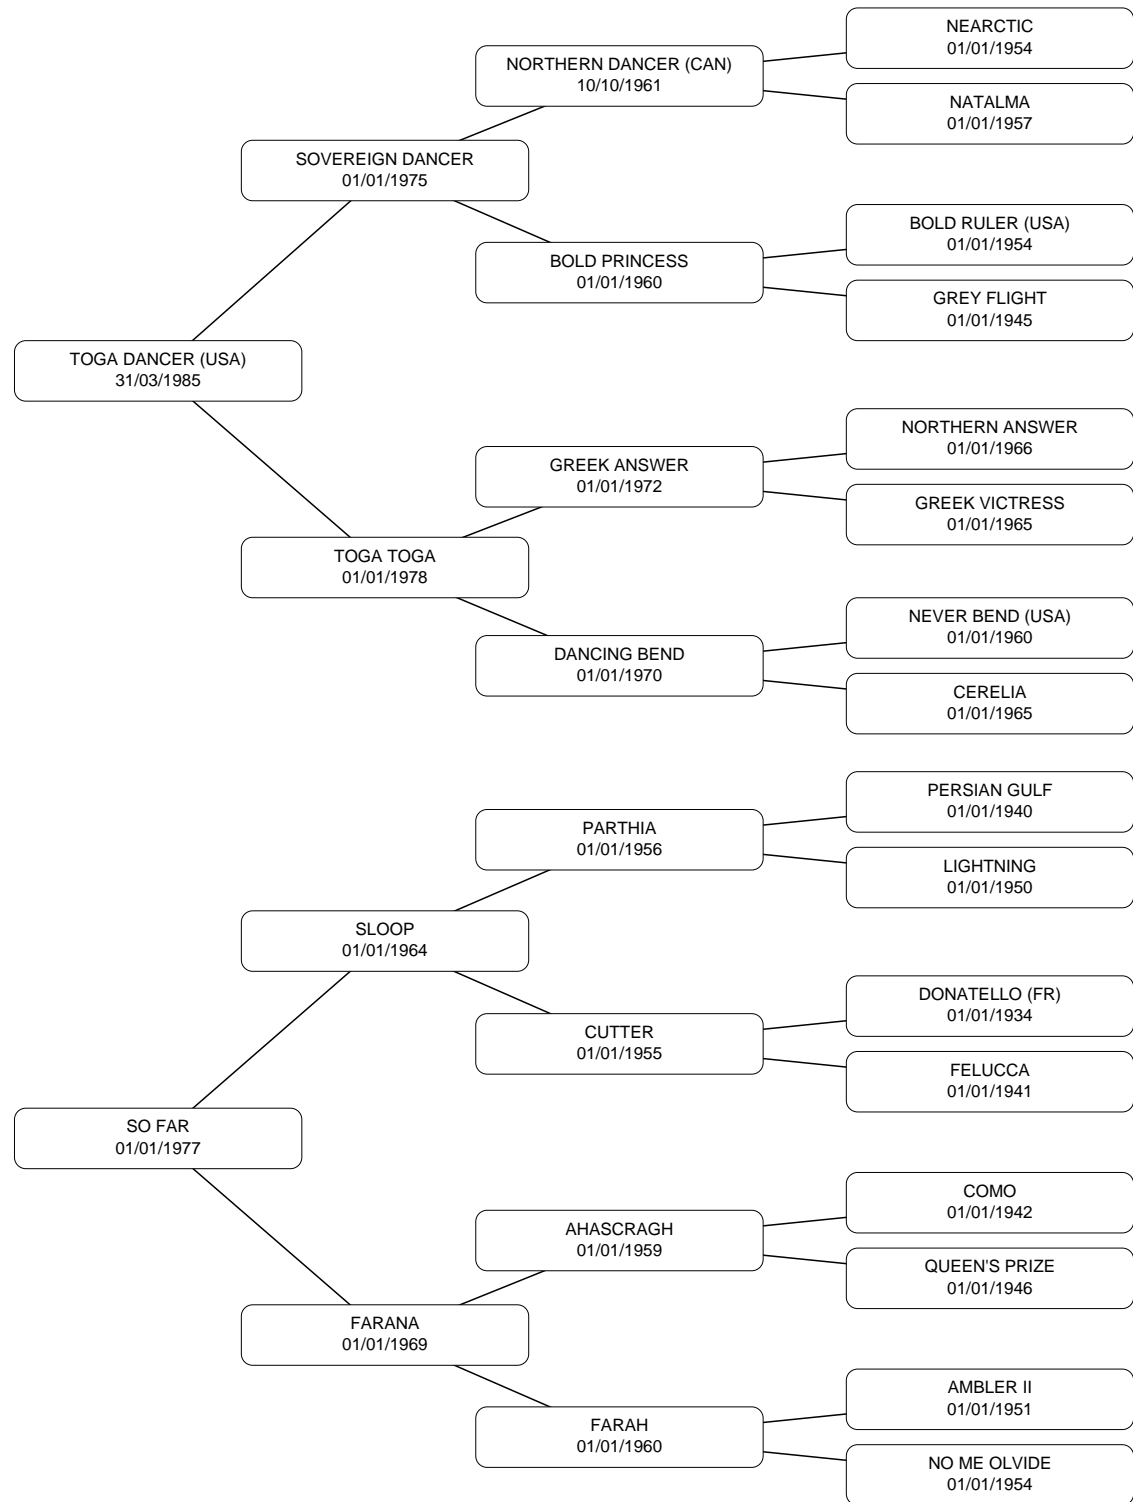 NEARCTIC
01/01/1954
NORTHERN DANCER (CAN)
10/10/1961
NATALMA
01/01/1957
SOVEREIGN DANCER
01/01/1975
BOLD RULER (USA)
01/01/1954
BOLD PRINCESS
01/01/1960
GREY FLIGHT
01/01/1945
TOGA DANCER (USA)
31/03/1985
NORTHERN ANSWER
01/01/1966
GREEK ANSWER
01/01/1972
GREEK VICTRESS
01/01/1965
TOGA TOGA
01/01/1978
NEVER BEND (USA)
01/01/1960
DANCING BEND
01/01/1970
CERELIA
01/01/1965
PERSIAN GULF
01/01/1940
PARTHIA
01/01/1956
LIGHTNING
01/01/1950
SLOOP
01/01/1964
DONATELLO (FR)
01/01/1934
CUTTER
01/01/1955
FELUCCA
01/01/1941
SO FAR
01/01/1977
COMO
01/01/1942
AHASCRAGH
01/01/1959
QUEEN'S PRIZE
01/01/1946
FARANA
01/01/1969
AMBLER II
01/01/1951
FARAH
01/01/1960
NO ME OLVIDE
01/01/1954